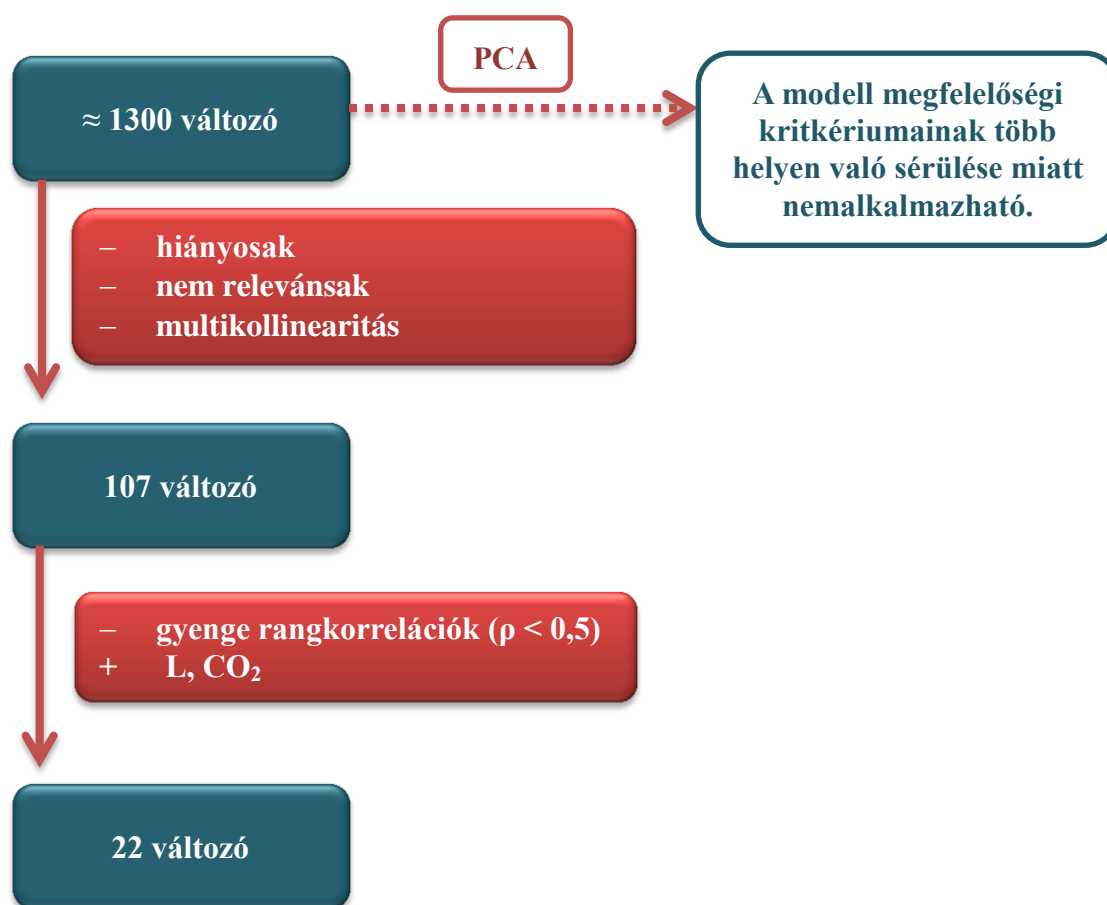 PCA
≈ 1300 változó
A modell megfelelőségi
kritkériumainak több
helyen való sérülése miatt
nemalkalmazható.
– hiányosak
– nem relevánsak
– multikollinearitás
107 változó
– gyenge rangkorrelációk (ρ < 0,5)
+ L, CO₂
22 változó